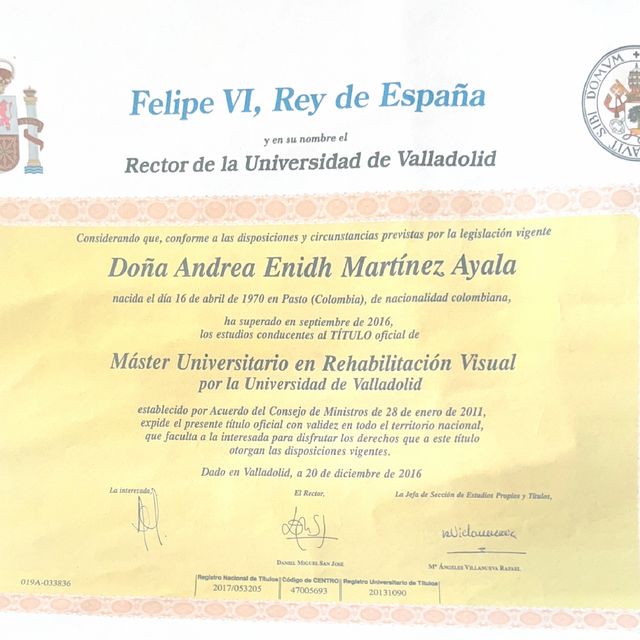 Felipe VI, Rey de España
y en su nombre el
Rector de la Universidad de Valladolid
DOMVM
SIBI
Considerando que, conforme a las disposiciones y circunstancias previstas por la legislación vigente
Doña Andrea Enidh Martínez Ayala
nacida el día 16 de abril de 1970 en Pasto (Colombia), de nacionalidad colombiana,
ha superado en septiembre de 2016,
los estudios conducentes al TÍTULO oficial de
Máster Universitario en Rehabilitación Visual
por la Universidad de Valladolid
establecido por Acuerdo del Consejo de Ministros de 28 de enero de 2011,
expide el presente título oficial con validez en todo el territorio nacional,
que faculta a la interesada para disfrutar los derechos que a este título
otorgan las disposiciones vigentes.
Dado en Valladolid, a 20 de diciembre de 2016
La interesada, El Rector, La Jefa de Sección de Estudios Propios y Títulos,
DANIEL MIGUEL SAN JOSÉ
Mª ÁNGELES VILLANUEVA RAFAEL
019A-033836
Registro Nacional de Títulos Código de CENTRO Registro Universitario de Títulos
2017/053205 47005693 20131090